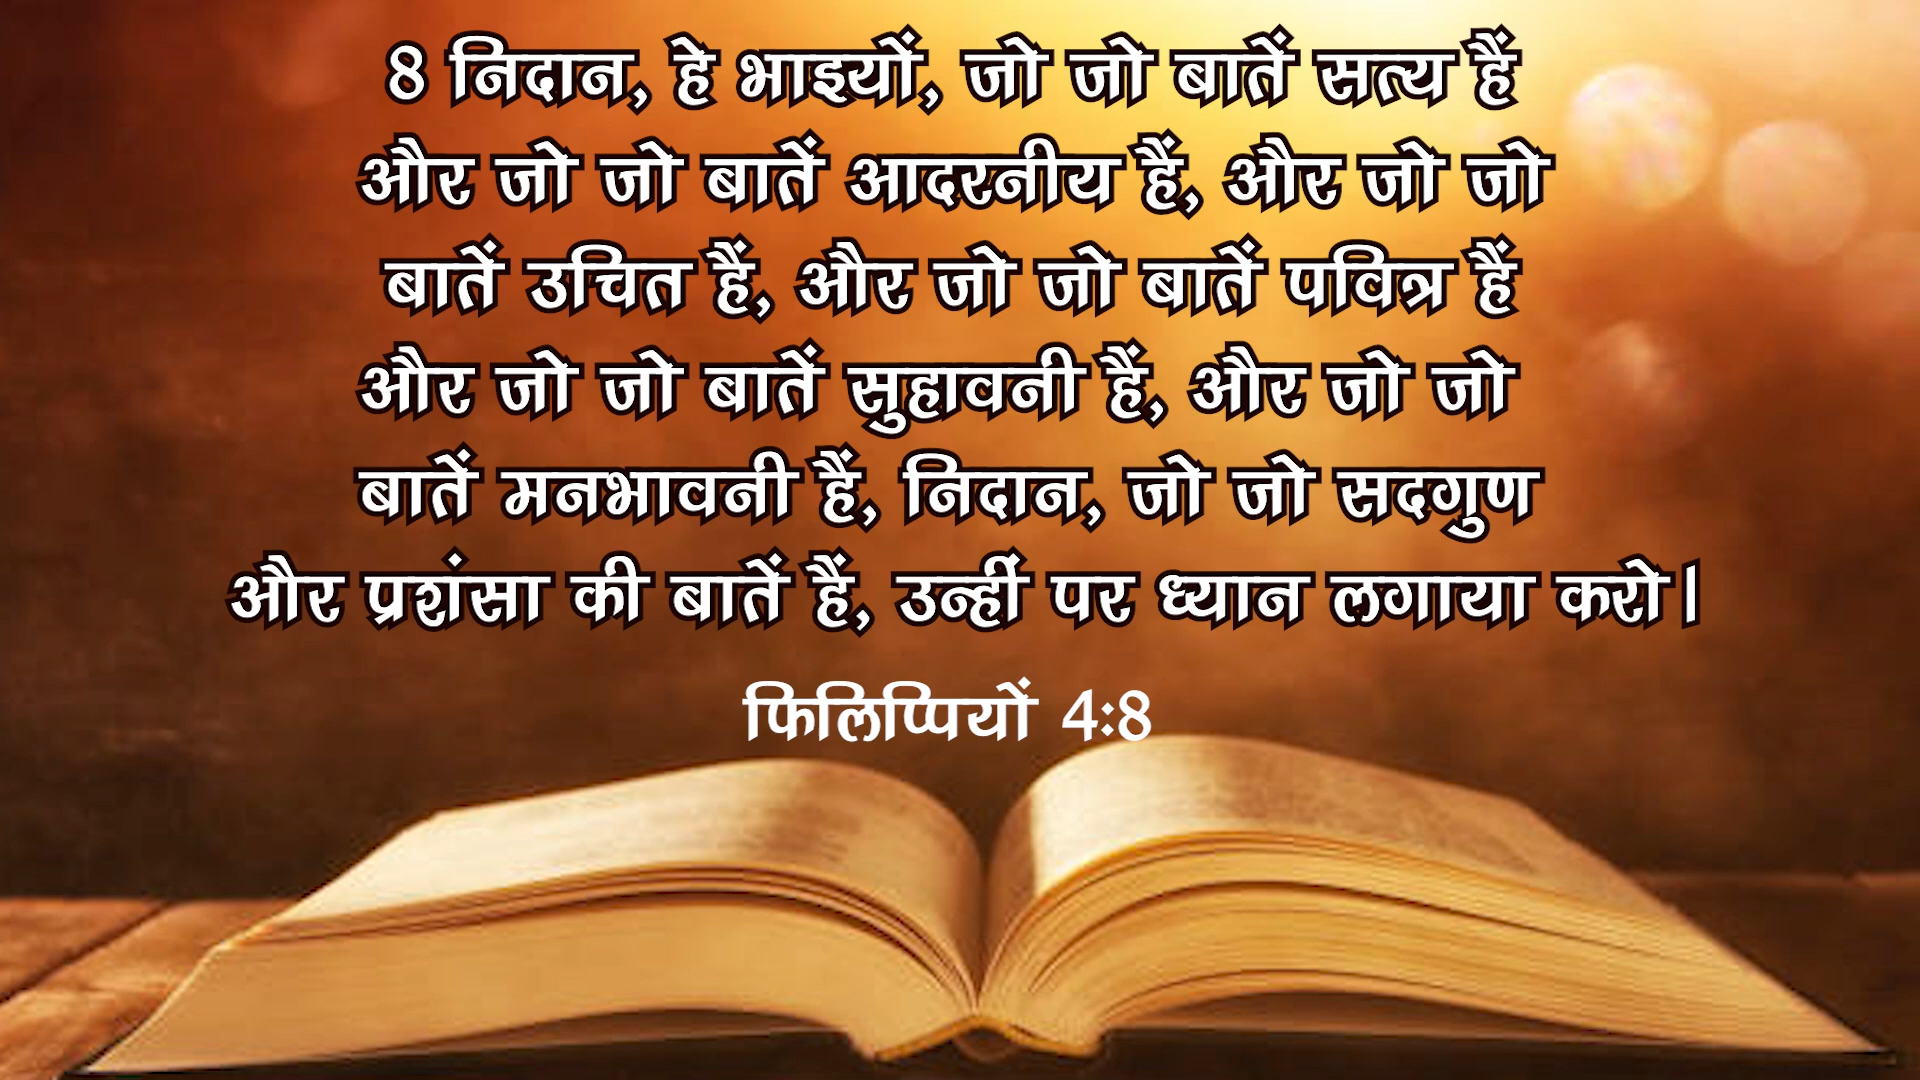 8 निदान, हे भाइयों, जो जो बातें सत्य हैं
और जो जो बातें आदरनीय हैं, और जो जो
बातें उचित हैं, और जो जो बातें पवित्र हैं
और जो जो बातें सुहावनी हैं, और जो जो
बातें मनभावनी हैं, निदान, जो जो सदगुण
और प्रशंसा की बातें हैं, उन्हीं पर ध्यान लगाया करो।
फिलिप्पियों 4:8